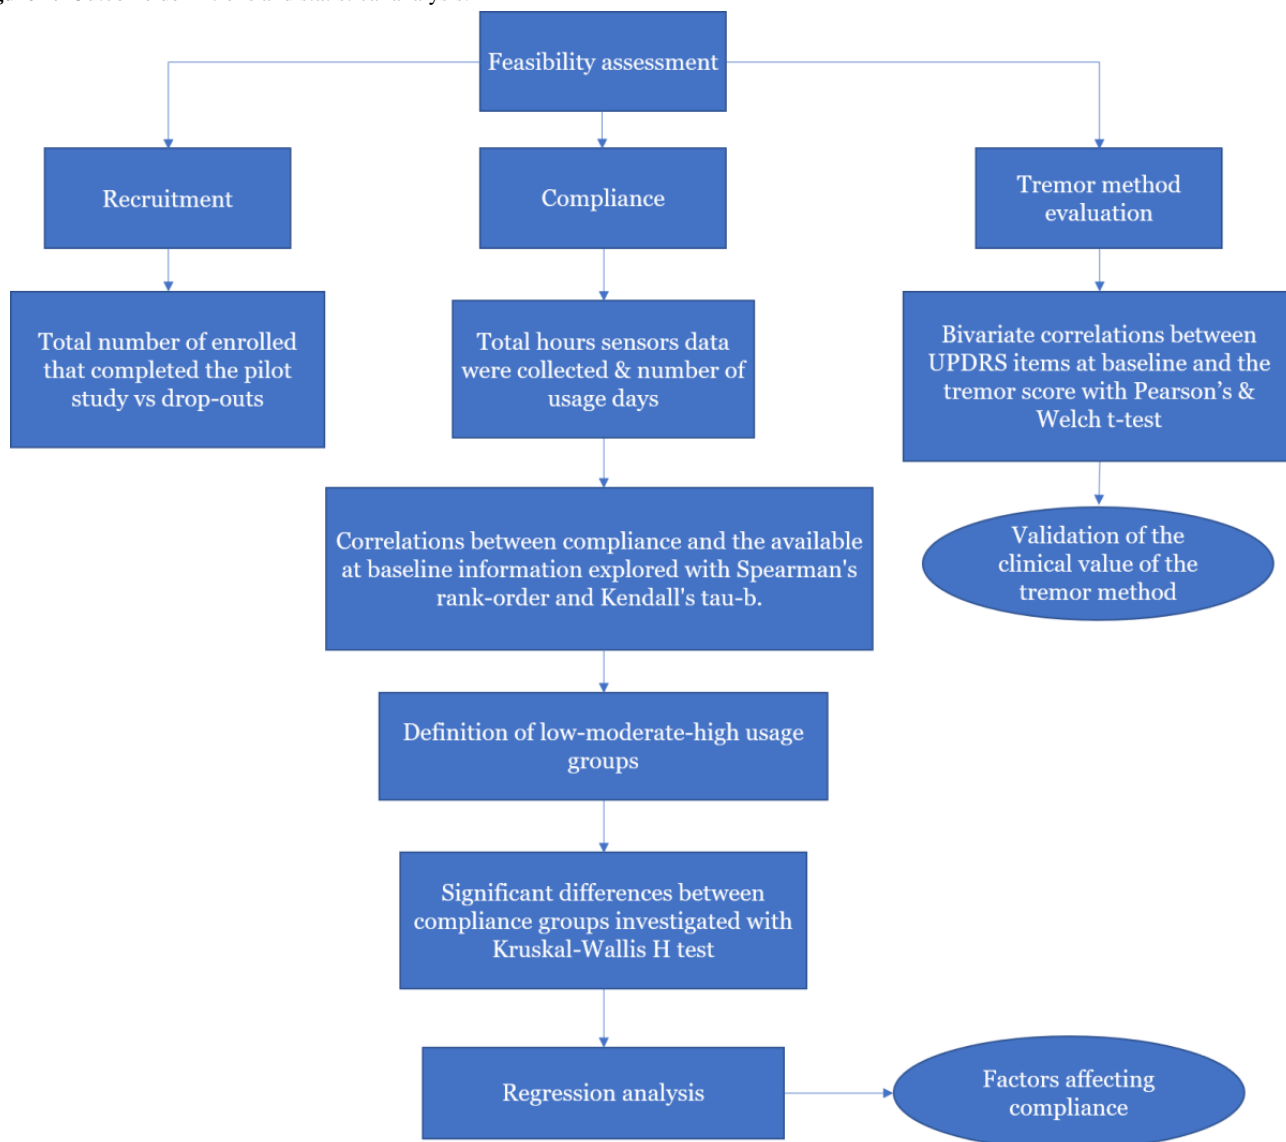 Feasibility assessment
Recruitment
Compliance
Tremor method
evaluation
Total number of enrolled
that completed the pilot
study vs drop-outs
Total hours sensors data
were collected & number of
usage days
Bivariate correlations between
UPDRS items at baseline and the
tremor score with Pearson’s &
Welch t-test
Correlations between compliance and the available
at baseline information explored with Spearman's
rank-order and Kendall's tau-b.
Validation of the
clinical value of the
tremor method
Definition of low-moderate-high usage
groups
Significant differences between
compliance groups investigated with
Kruskal-Wallis H test
Regression analysis
Factors affecting
compliance